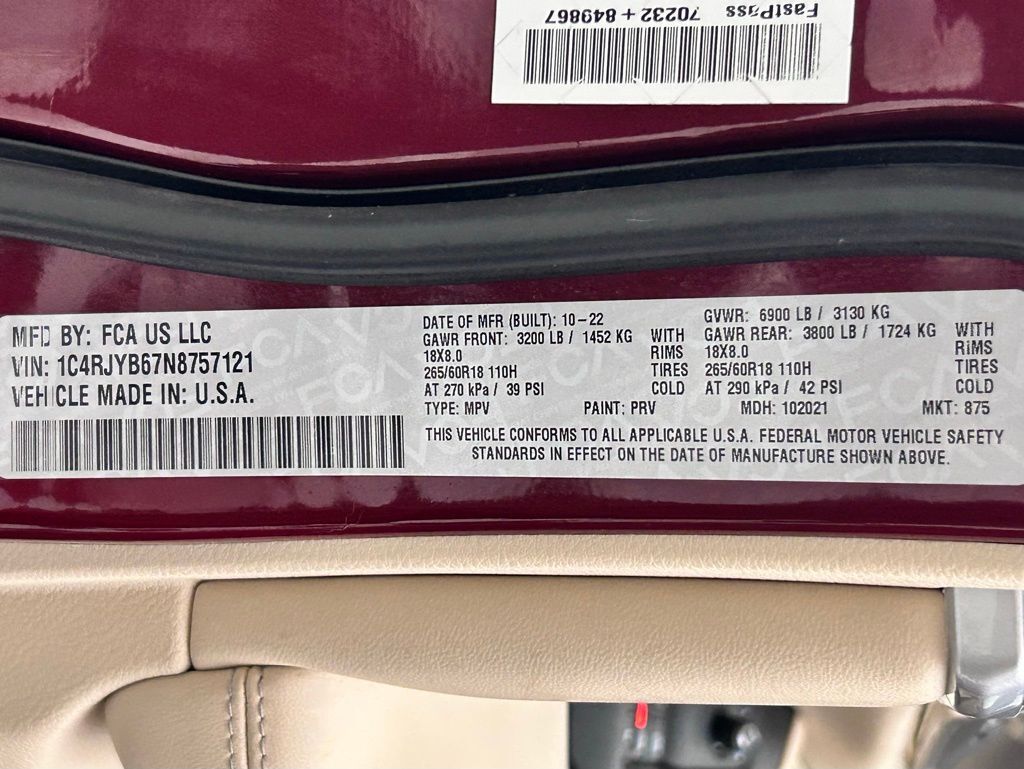 FastPass 70232 + 849867
MFD BY: FCA US LLC
VIN: 1C4RJYB67N8757121
VEHICLE MADE IN: U.S.A.
DATE OF MFR (BUILT): 10-22
GAWR FRONT: 3200 LB / 1452 KG WITH
18X8.0 RIMS
265/60R18 110H TIRES
AT 270 kPa / 39 PSI COLD
GVWR: 6900 LB / 3130 KG
GAWR REAR: 3800 LB / 1724 KG WITH
18X8.0 RIMS
265/60R18 110H TIRES
AT 290 kPa / 42 PSI COLD
TYPE: MPV PAINT: PRV MDH: 102021 MKT: 875
THIS VEHICLE CONFORMS TO ALL APPLICABLE U.S.A. FEDERAL MOTOR VEHICLE SAFETY
STANDARDS IN EFFECT ON THE DATE OF MANUFACTURE SHOWN ABOVE.